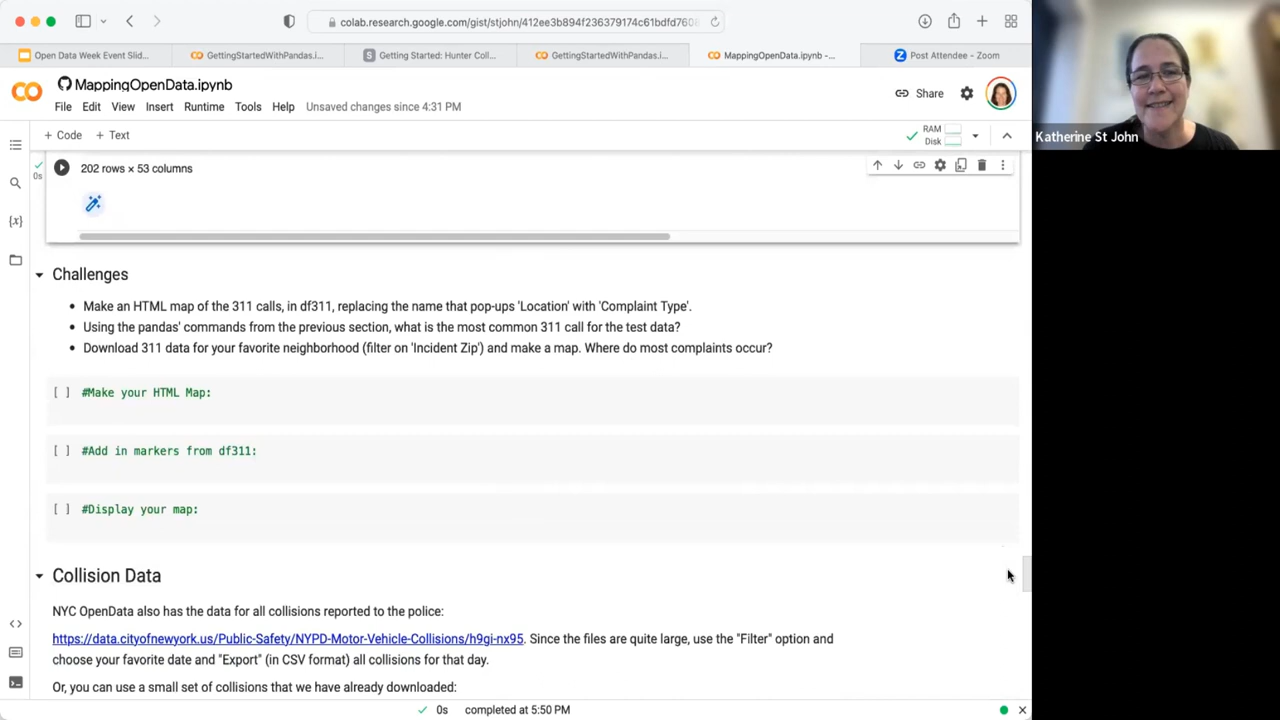 colab.research.google.com/gist/stjohn/412ee3b894f236379174c61bdfd7608
Open Data Week Event Slid...
GettingStartedWithPandas.i...
Getting Started: Hunter Coll...
GettingStartedWithPandas.i...
MappingOpenData.ipynb -...
Post Attendee - Zoom
MappingOpenData.ipynb
File Edit View Insert Runtime Tools Help Unsaved changes since 4:31 PM
Share
Katherine St John
+ Code + Text
RAM
Disk
0s
202 rows × 53 columns
{x}
Challenges
• Make an HTML map of the 311 calls, in df311, replacing the name that pop-ups 'Location' with 'Complaint Type'.
• Using the pandas' commands from the previous section, what is the most common 311 call for the test data?
• Download 311 data for your favorite neighborhood (filter on 'Incident Zip') and make a map. Where do most complaints occur?
[ ] #Make your HTML Map:
[ ] #Add in markers from df311:
[ ] #Display your map:
Collision Data
NYC OpenData also has the data for all collisions reported to the police:
https://data.cityofnewyork.us/Public-Safety/NYPD-Motor-Vehicle-Collisions/h9gi-nx95. Since the files are quite large, use the "Filter" option and
choose your favorite date and "Export" (in CSV format) all collisions for that day.
Or, you can use a small set of collisions that we have already downloaded:
0s completed at 5:50 PM